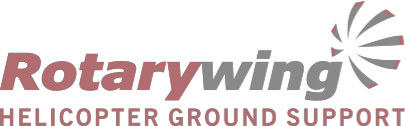 Rotarywing
HELICOPTER GROUND SUPPORT